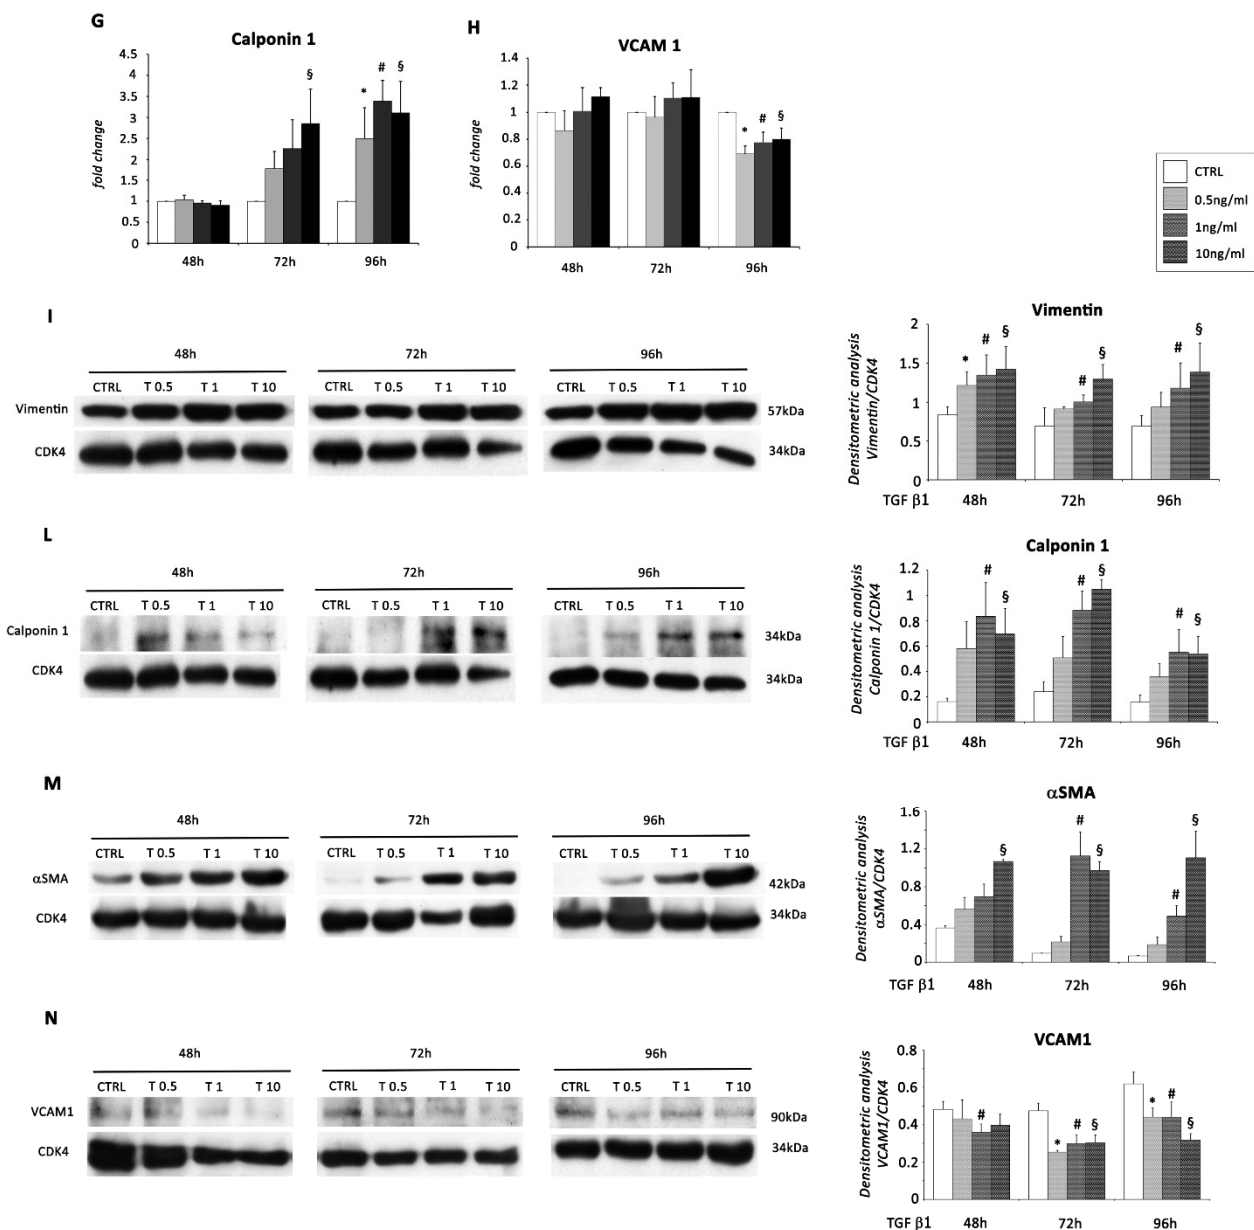 G
Calponin 1
4.5
4
3.5
3
2.5
2
1.5
1
0.5
0
fold change
* # §
§
48h 72h 96h
H
VCAM 1
1.4
1.2
1
0.8
0.6
0.4
0.2
0
fold change
* # §
48h 72h 96h
CTRL
0.5ng/ml
1ng/ml
10ng/ml
I
48h 72h 96h
CTRL T 0.5 T 1 T 10 CTRL T 0.5 T 1 T 10 CTRL T 0.5 T 1 T 10
Vimentin 57kDa
CDK4 34kDa
Vimentin
Densitometric analysis
Vimentin/CDK4
2
1.5
1
0.5
0
* # § # § # §
TGF β1 48h 72h 96h
L
48h 72h 96h
CTRL T 0.5 T 1 T 10 CTRL T 0.5 T 1 T 10 CTRL T 0.5 T 1 T 10
Calponin 1 34kDa
CDK4 34kDa
Calponin 1
Densitometric analysis
Calponin 1/CDK4
1.2
1
0.8
0.6
0.4
0.2
0
# § # § # §
TGF β1 48h 72h 96h
M
48h 72h 96h
CTRL T 0.5 T 1 T 10 CTRL T 0.5 T 1 T 10 CTRL T 0.5 T 1 T 10
αSMA 42kDa
CDK4 34kDa
αSMA
Densitometric analysis
αSMA/CDK4
1.6
1.2
0.8
0.4
0
§ # § # §
TGF β1 48h 72h 96h
N
48h 72h 96h
CTRL T 0.5 T 1 T 10 CTRL T 0.5 T 1 T 10 CTRL T 0.5 T 1 T 10
VCAM1 90kDa
CDK4 34kDa
VCAM1
Densitometric analysis
VCAM1/CDK4
0.8
0.6
0.4
0.2
0
# * # § * # §
TGF β1 48h 72h 96h